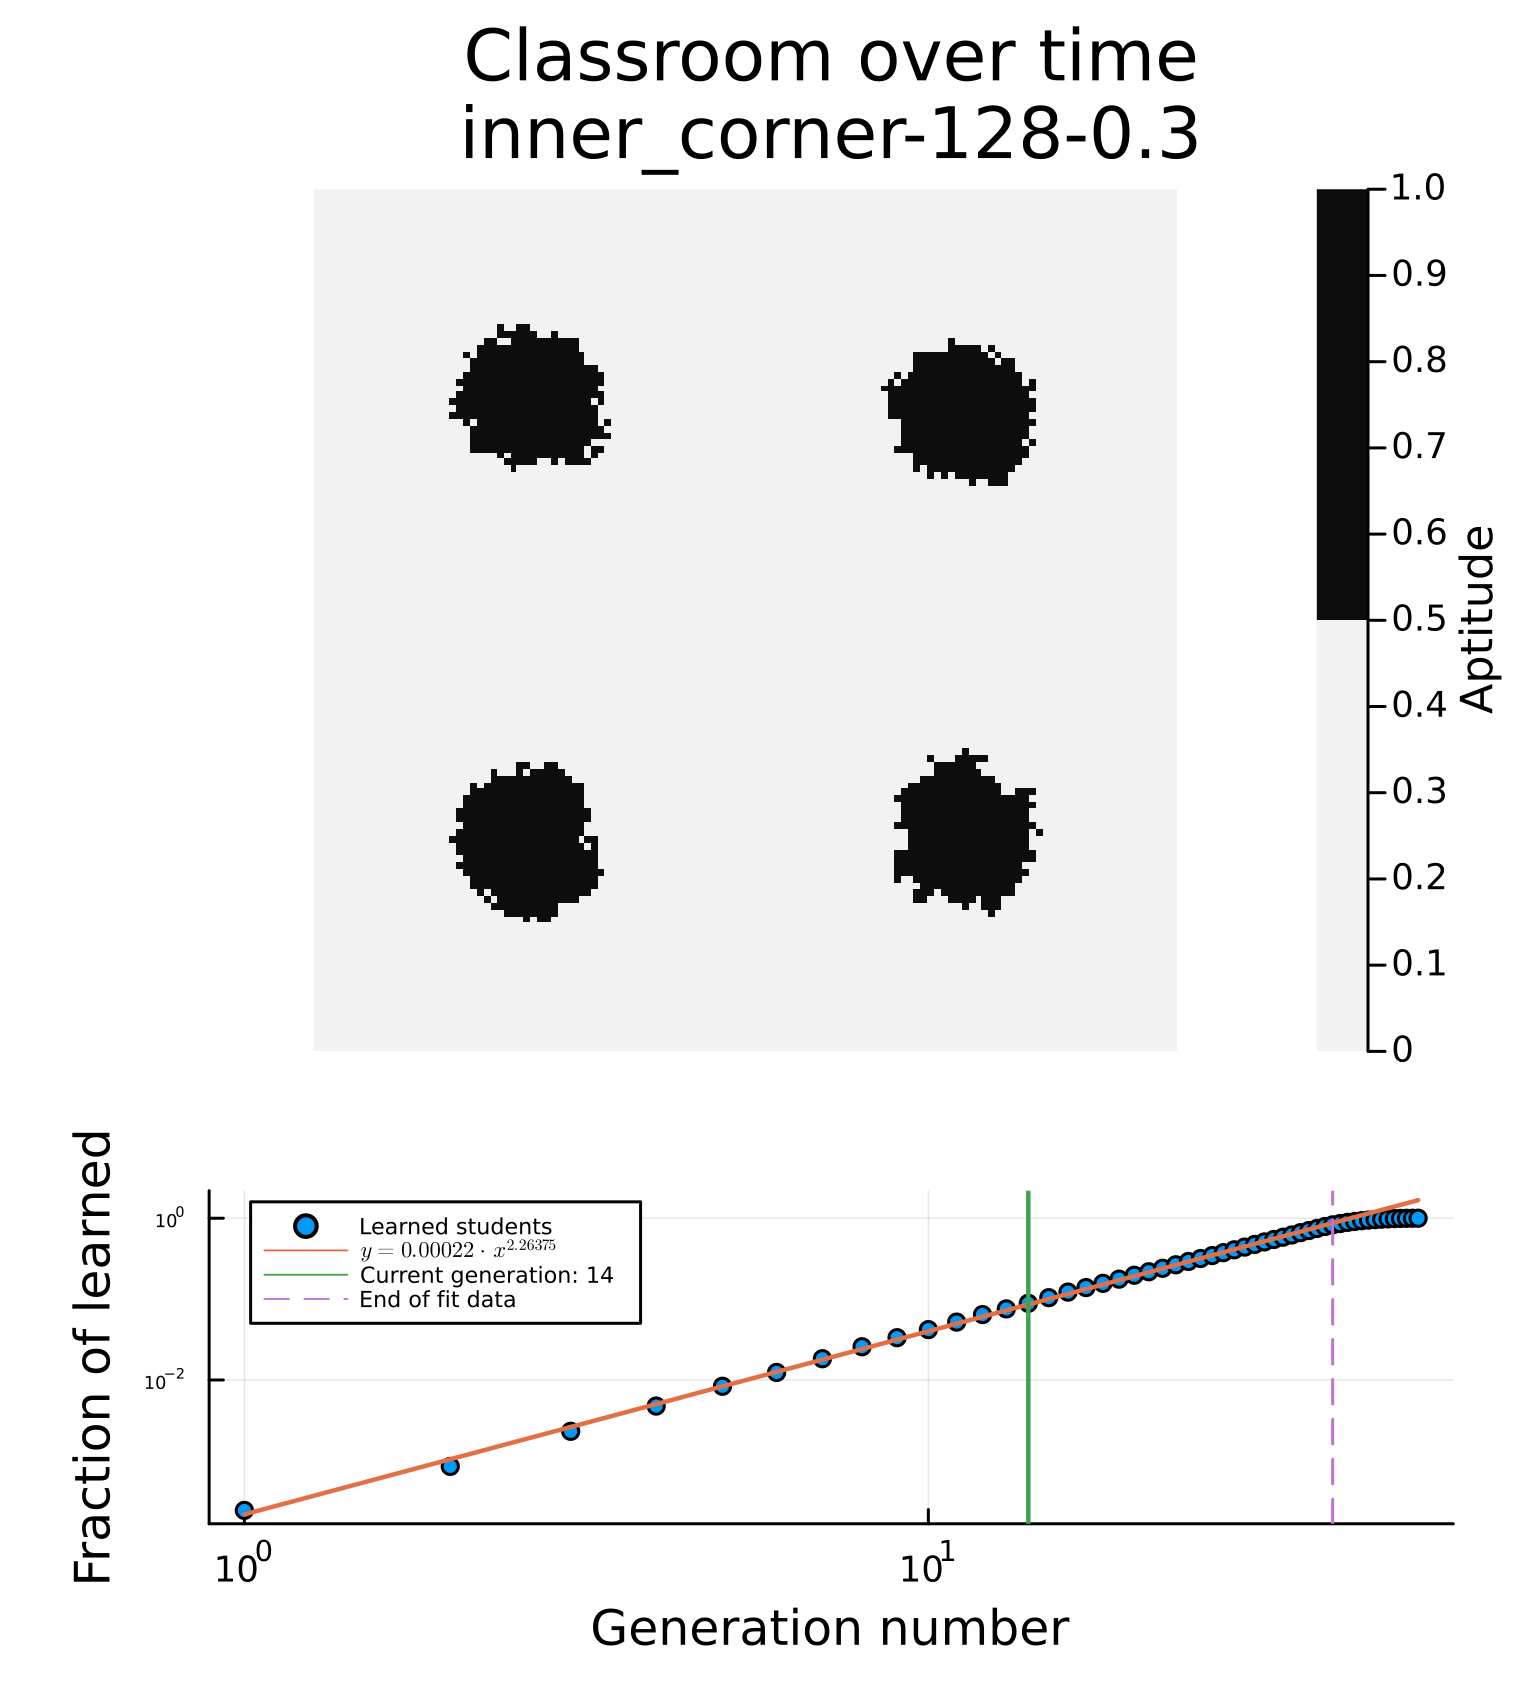 Classroom over time
inner_corner-128-0.3
1.0
0.9
0.8
0.7
0.6
0.5
0.4
0.3
0.2
0.1
0
Aptitude
Fraction of learned
10⁰
10⁻²
Learned students
y = 0.00022 · x^2.26375
Current generation: 14
End of fit data
10⁰
10¹
Generation number